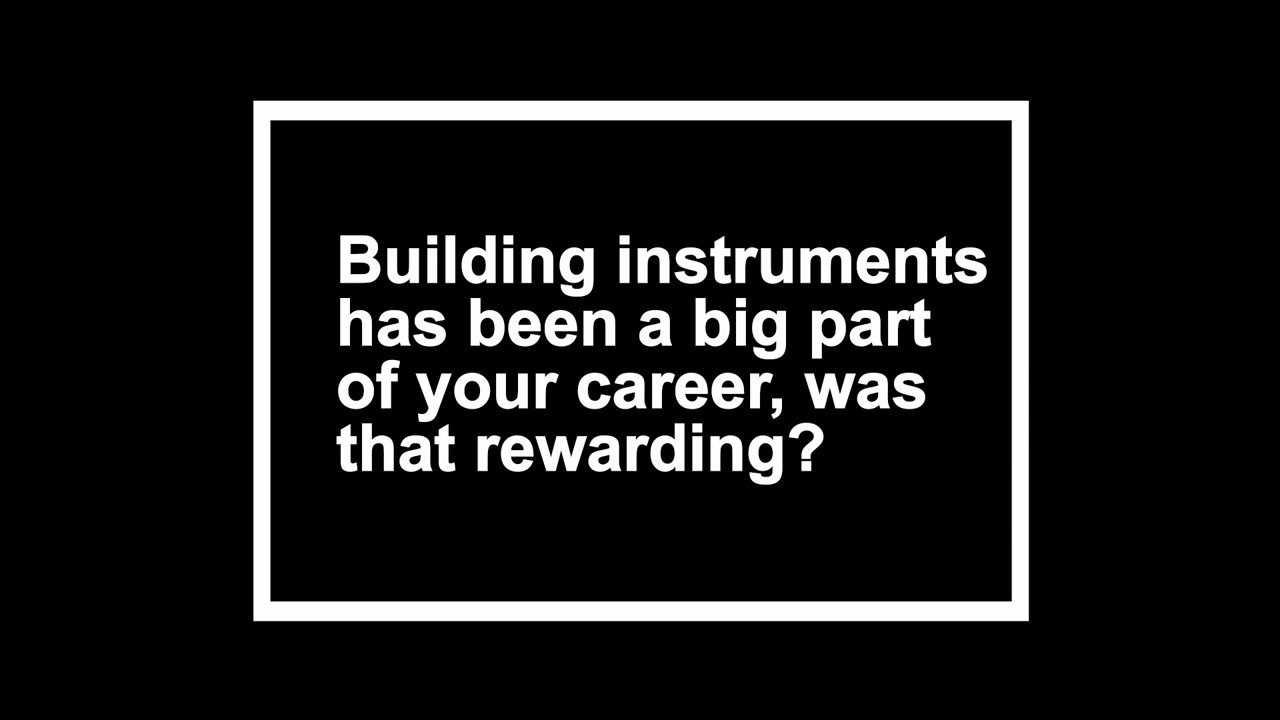 Building instruments
has been a big part
of your career, was
that rewarding?